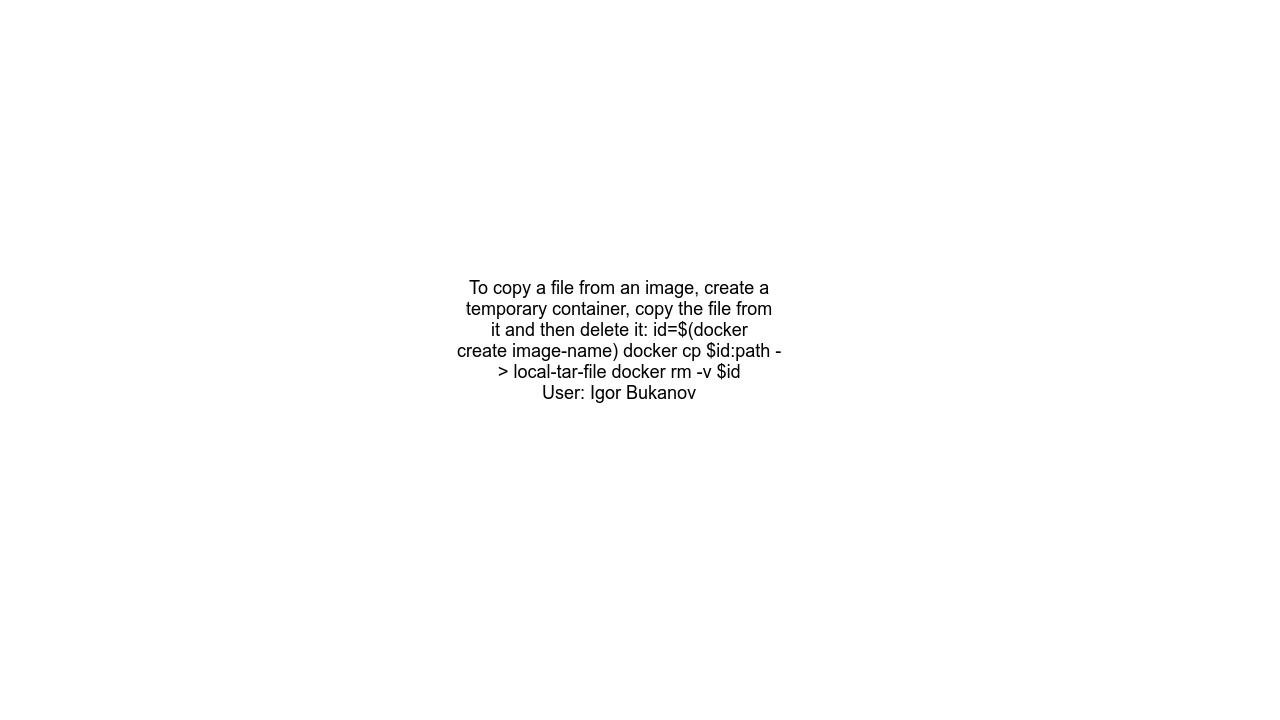 To copy a file from an image, create a
temporary container, copy the file from
it and then delete it: id=$(docker
create image-name) docker cp $id:path -
> local-tar-file docker rm -v $id
User: Igor Bukanov